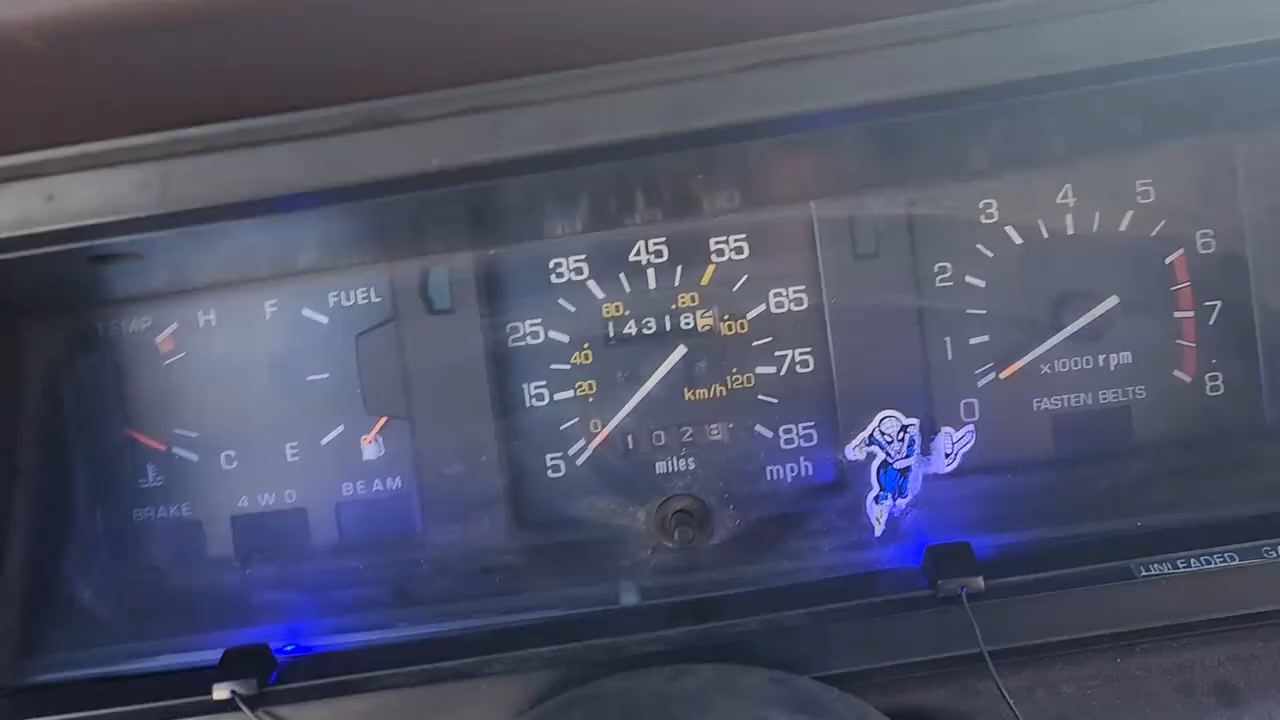 TEMP H F FUEL
C E
BRAKE 4WD BEAM
5 15 25 35 45 55 65 75 85
mph
0 20 40 60 80 100 120
km/h
14318
1028
miles
0 1 2 3 4 5 6 7 8
x1000 rpm
FASTEN BELTS
UNLEADED